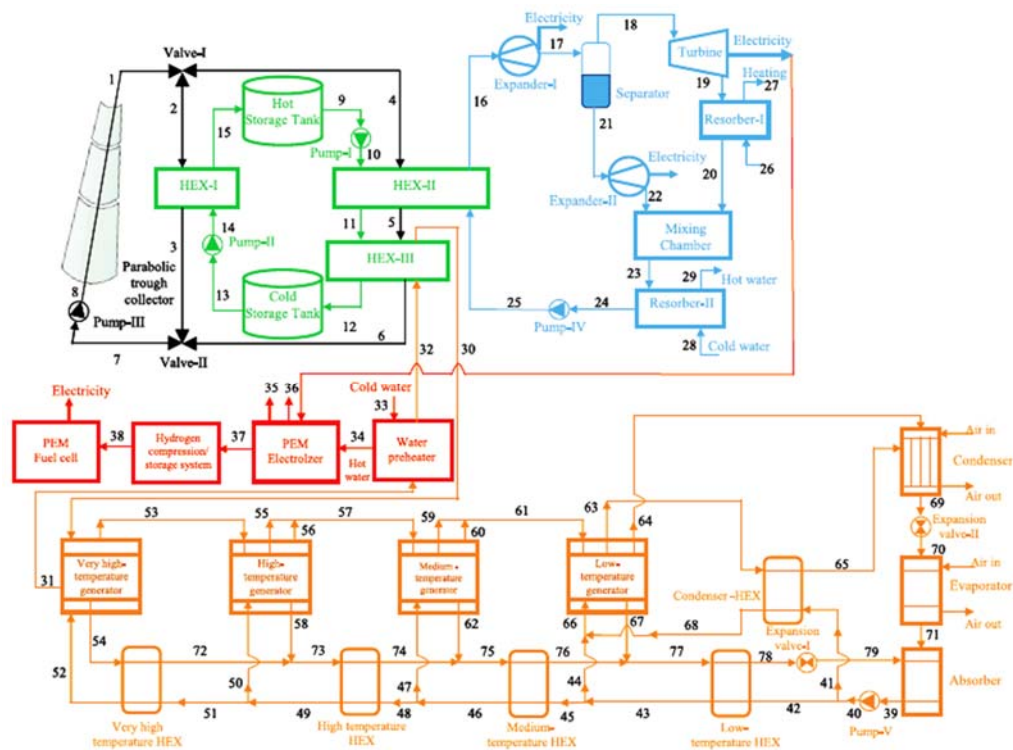 Electricity
18
17
Turbine
Electricity
Valve-I
1
Expander-I
19
Heating
27
2
4
16
Separator
9
Hot
Storage Tank
15
Resorber-I
21
Pump-I
10
Electricity
20
26
HEX-I
HEX-II
Expander-II
22
11
5
14
Mixing
Chamber
Pump-II
3
HEX-III
23
29
Hot water
Parabolic
trough
collector
8
13
Cold
Storage Tank
25
24
Resorber-II
Pump-III
12
Pump-IV
28
Cold water
7
Valve-II
6
32
30
Electricity
35
36
Cold water
33
PEM
Fuel cell
38
Hydrogen
compression/
storage system
37
PEM
Electrolzer
34
Hot
water
Water
preheater
Air in
Condenser
Air out
69
Expansion
valve-II
70
53
55
56
57
59
60
61
63
64
65
31
Very high-
temperature
generator
High-
temperature
generator
Medium-
temperature
generator
Low-
temperature
generator
Condenser-HEX
Air in
Evaporator
Air out
58
62
66
67
68
Expansion
valve-I
71
54
72
73
74
75
76
77
78
79
52
50
47
44
41
Absorber
51
49
48
46
45
43
42
40
39
Pump-V
Very high
temperature HEX
High temperature HEX
Medium-
temperature HEX
Low-
temperature HEX